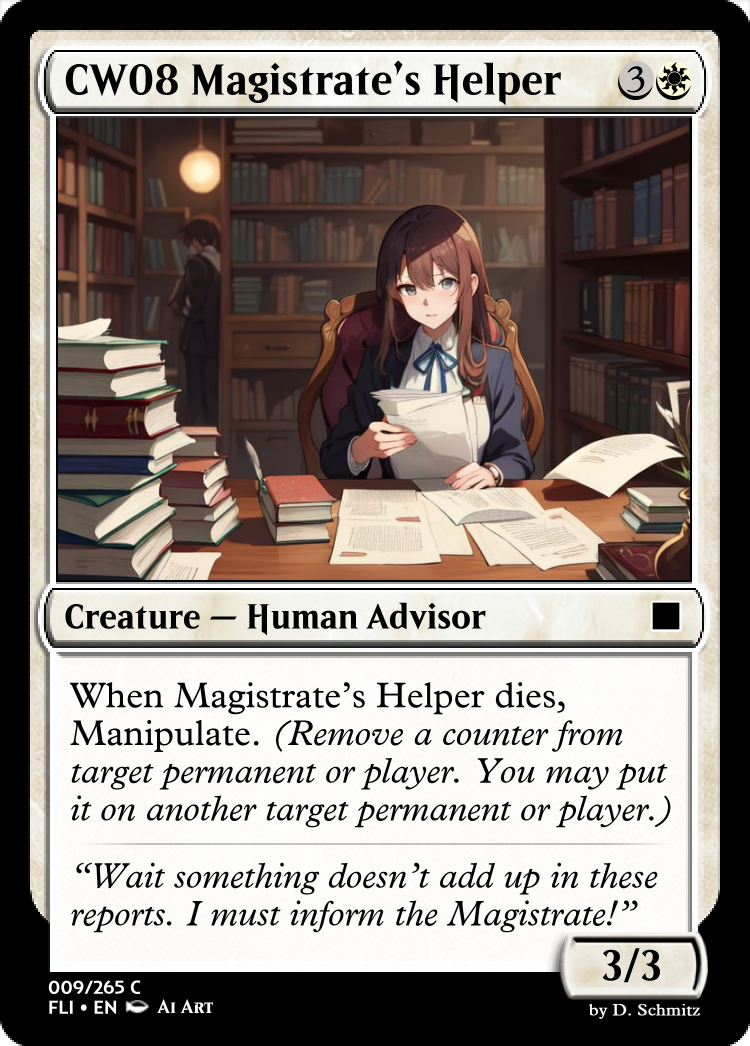 CW08 Magistrate's Helper 3
Creature — Human Advisor
When Magistrate's Helper dies,
Manipulate. (Remove a counter from
target permanent or player. You may put
it on another target permanent or player.)
"Wait something doesn't add up in these
reports. I must inform the Magistrate!"
3/3
009/265 C
FLI • EN AI ART
by D. Schmitz